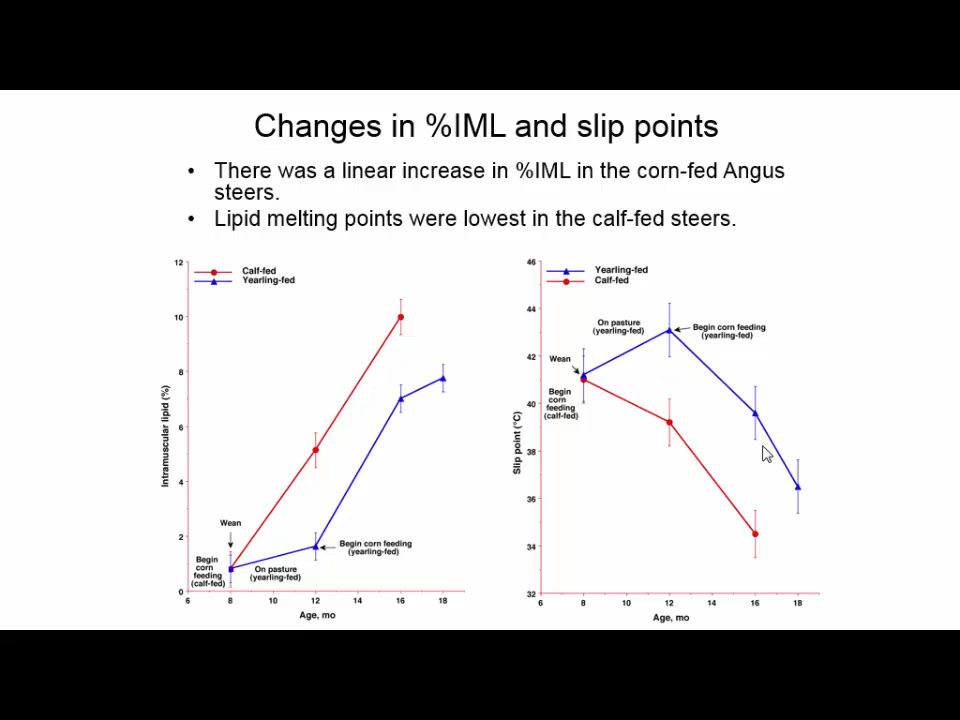 Changes in %IML and slip points
• There was a linear increase in %IML in the corn-fed Angus
steers.
• Lipid melting points were lowest in the calf-fed steers.
Calf-fed
Yearling-fed
12
10
8
6
4
2
0
Intramuscular lipid (%)
Wean
Begin
corn
feeding
(calf-fed)
On pasture
(yearling-fed)
Begin corn feeding
(yearling-fed)
6 8 10 12 14 16 18
Age, mo
Yearling-fed
Calf-fed
46
44
42
40
38
36
34
32
Slip point (°C)
On pasture
(yearling-fed)
Begin corn feeding
(yearling-fed)
Wean
Begin
corn
feeding
(calf-fed)
6 8 10 12 14 16 18
Age, mo